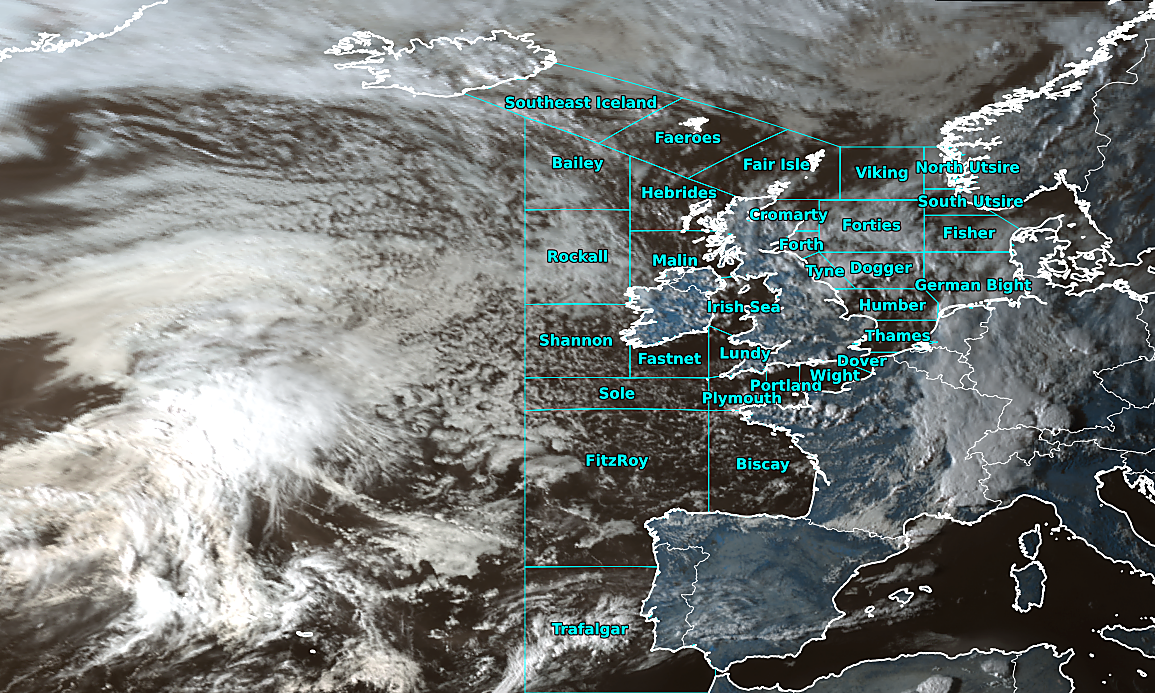 Southeast Iceland
Faeroes
Bailey
Fair Isle
Viking
North Utsire
Hebrides
South Utsire
Cromarty
Forties
Fisher
Forth
Rockall
Malin
Tyne
Dogger
German Bight
Irish Sea
Humber
Shannon
Thames
Fastnet
Lundy
Dover
Wight
Portland
Sole
Plymouth
FitzRoy
Biscay
Trafalgar